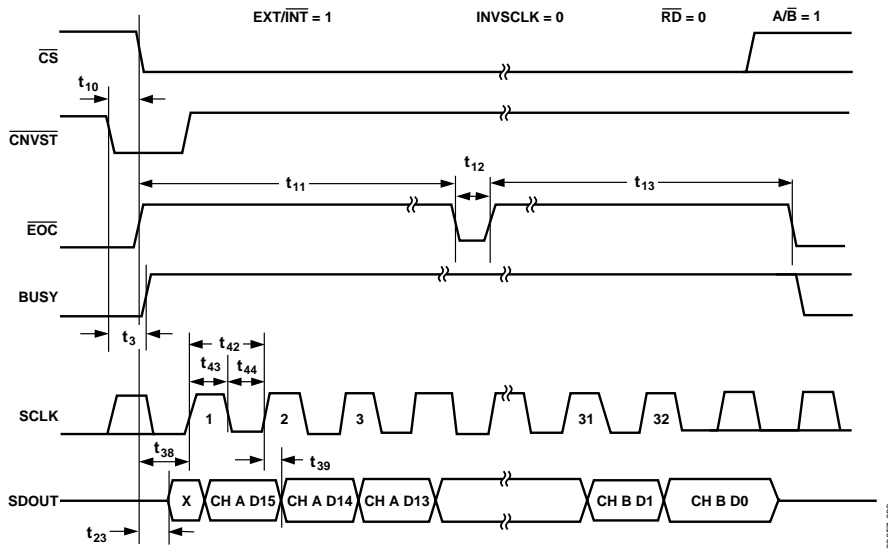 EXT/INT = 1 INVSCLK = 0 RD = 0 A/B = 1
CS
t10
CNVST
t12
t11 t13
EOC
BUSY
t3 t42
t43 t44
SCLK 1 2 3 31 32
t38
t39
SDOUT X CH A D15 CH A D14 CH A D13 CH B D1 CH B D0
t23